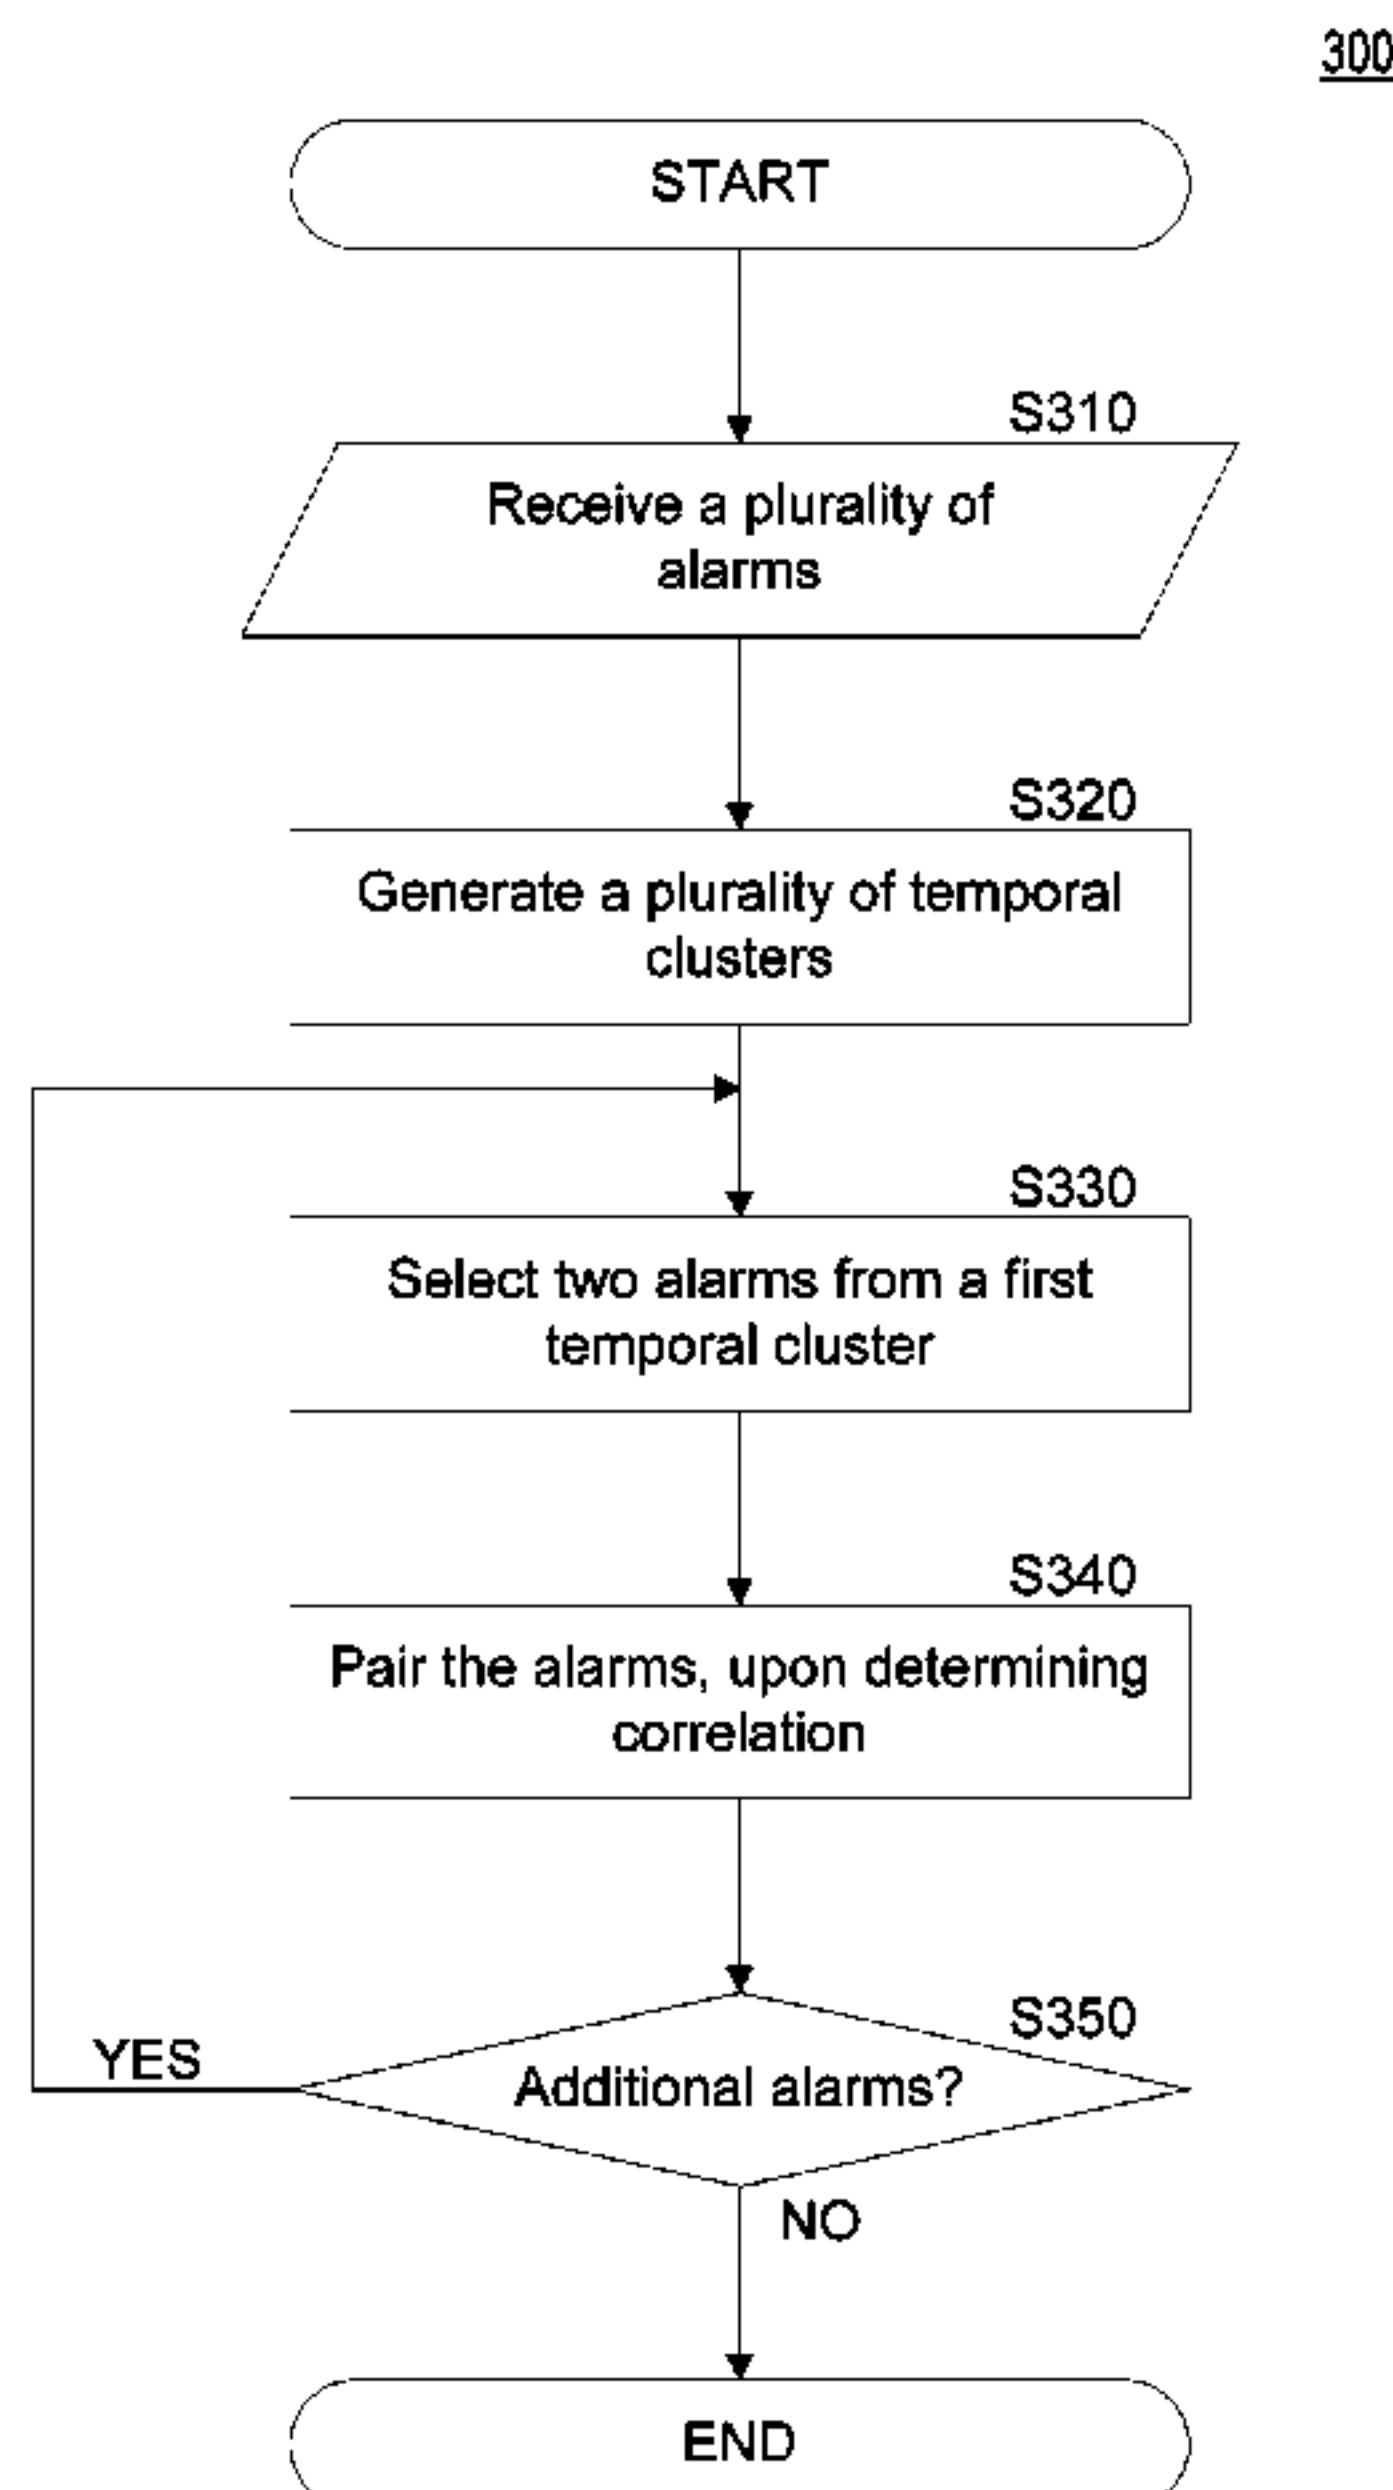 300
START
S310
Receive a plurality of
alarms
S320
Generate a plurality of temporal
clusters
S330
Select two alarms from a first
temporal cluster
S340
Pair the alarms, upon determining
correlation
S350
YES
Additional alarms?
NO
END